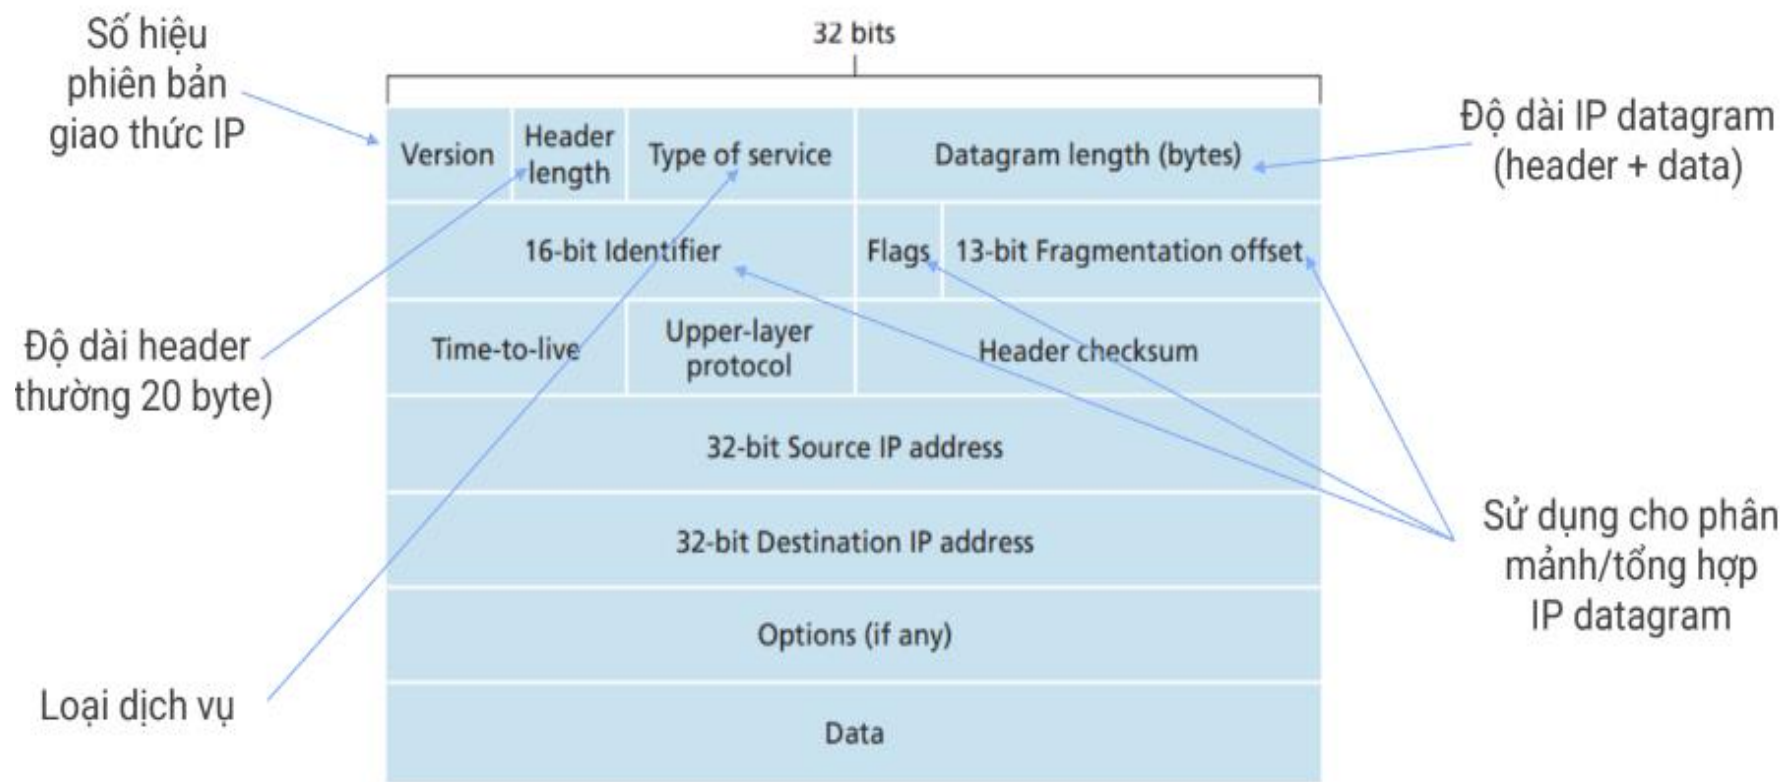 32 bits
Số hiệu
phiên bản
giao thức IP
Version
Header
length
Type of service
Datagram length (bytes)
Độ dài IP datagram
(header + data)
16-bit Identifier
Flags
13-bit Fragmentation offset
Độ dài header
thường 20 byte)
Time-to-live
Upper-layer
protocol
Header checksum
32-bit Source IP address
32-bit Destination IP address
Sử dụng cho phân
mảnh/tổng hợp
IP datagram
Options (if any)
Loại dịch vụ
Data